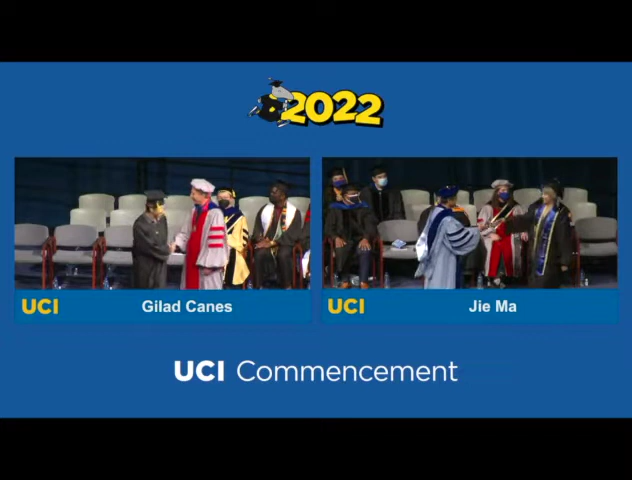 2022
UCI Gilad Canes
UCI Jie Ma
UCI Commencement